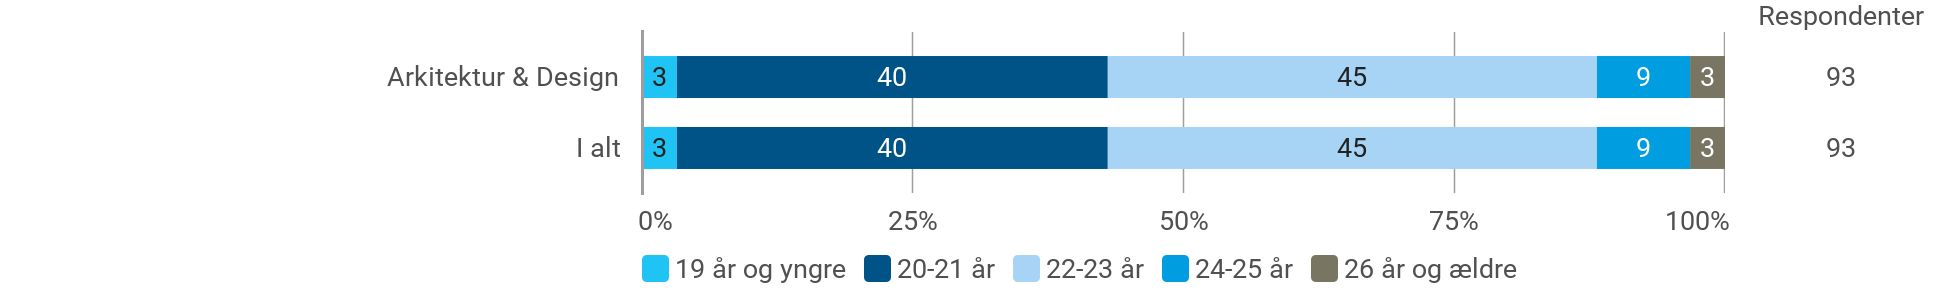 Respondenter
Arkitektur & Design 3 40 45 9 3 93
I alt 3 40 45 9 3 93
0% 25% 50% 75% 100%
19 år og yngre 20-21 år 22-23 år 24-25 år 26 år og ældre